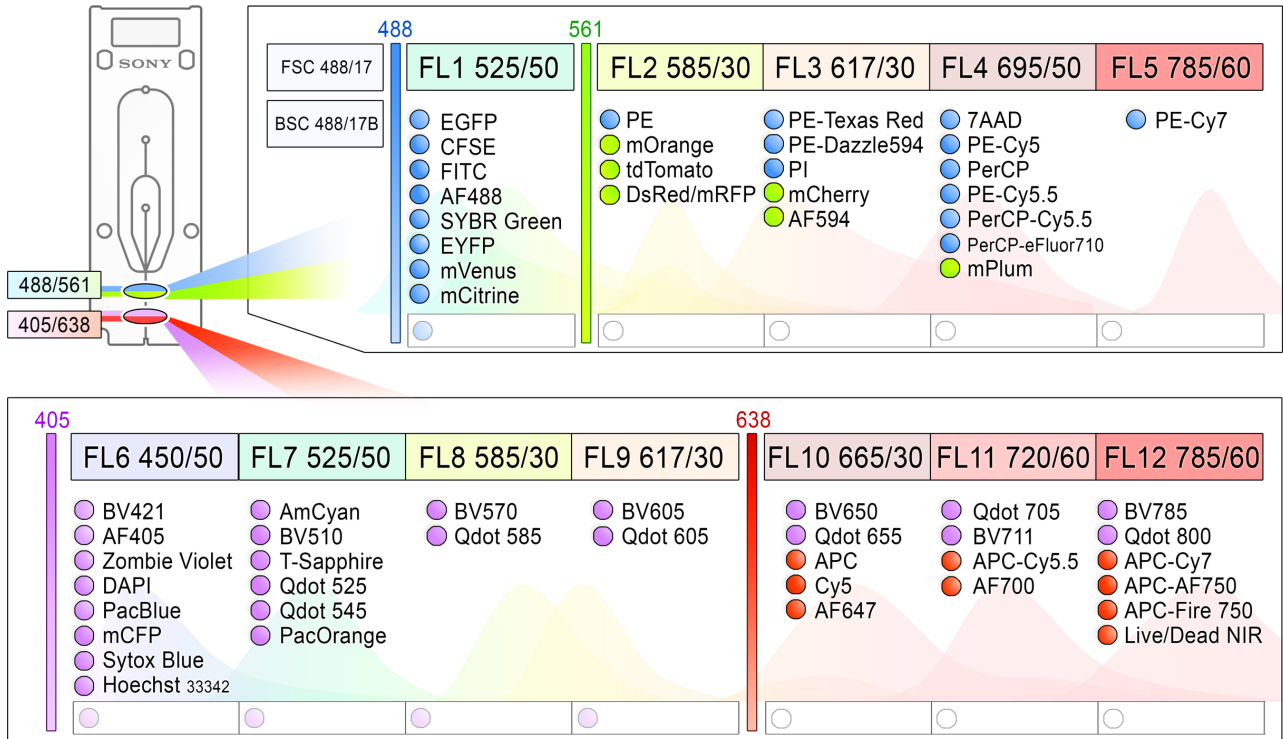 SONY
488/561
405/638
488
561
FSC 488/17
BSC 488/17B
FL1 525/50
FL2 585/30
FL3 617/30
FL4 695/50
FL5 785/60
EGFP
CFSE
FITC
AF488
SYBR Green
EYFP
mVenus
mCitrine
PE
mOrange
tdTomato
DsRed/mRFP
PE-Texas Red
PE-Dazzle594
PI
mCherry
AF594
7AAD
PE-Cy5
PerCP
PE-Cy5.5
PerCP-Cy5.5
PerCP-eFluor710
mPlum
PE-Cy7
405
638
FL6 450/50
FL7 525/50
FL8 585/30
FL9 617/30
FL10 665/30
FL11 720/60
FL12 785/60
BV421
AF405
Zombie Violet
DAPI
PacBlue
mCFP
Sytox Blue
Hoechst 33342
AmCyan
BV510
T-Sapphire
Qdot 525
Qdot 545
PacOrange
BV570
Qdot 585
BV605
Qdot 605
BV650
Qdot 655
APC
Cy5
AF647
Qdot 705
BV711
APC-Cy5.5
AF700
BV785
Qdot 800
APC-Cy7
APC-AF750
APC-Fire 750
Live/Dead NIR